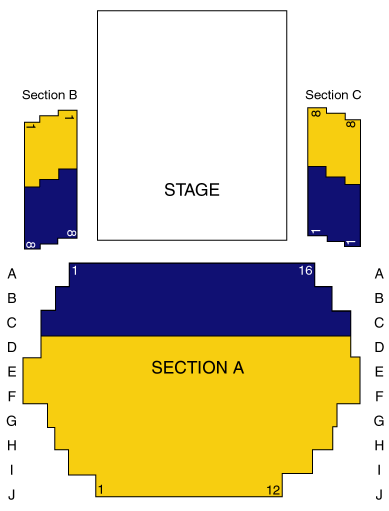 Section B
Section C
1
1
8
8
STAGE
8
8
1
1
A
1
16
A
B
B
C
C
D
D
E
SECTION A
E
F
F
G
G
H
H
I
I
J
1
12
J